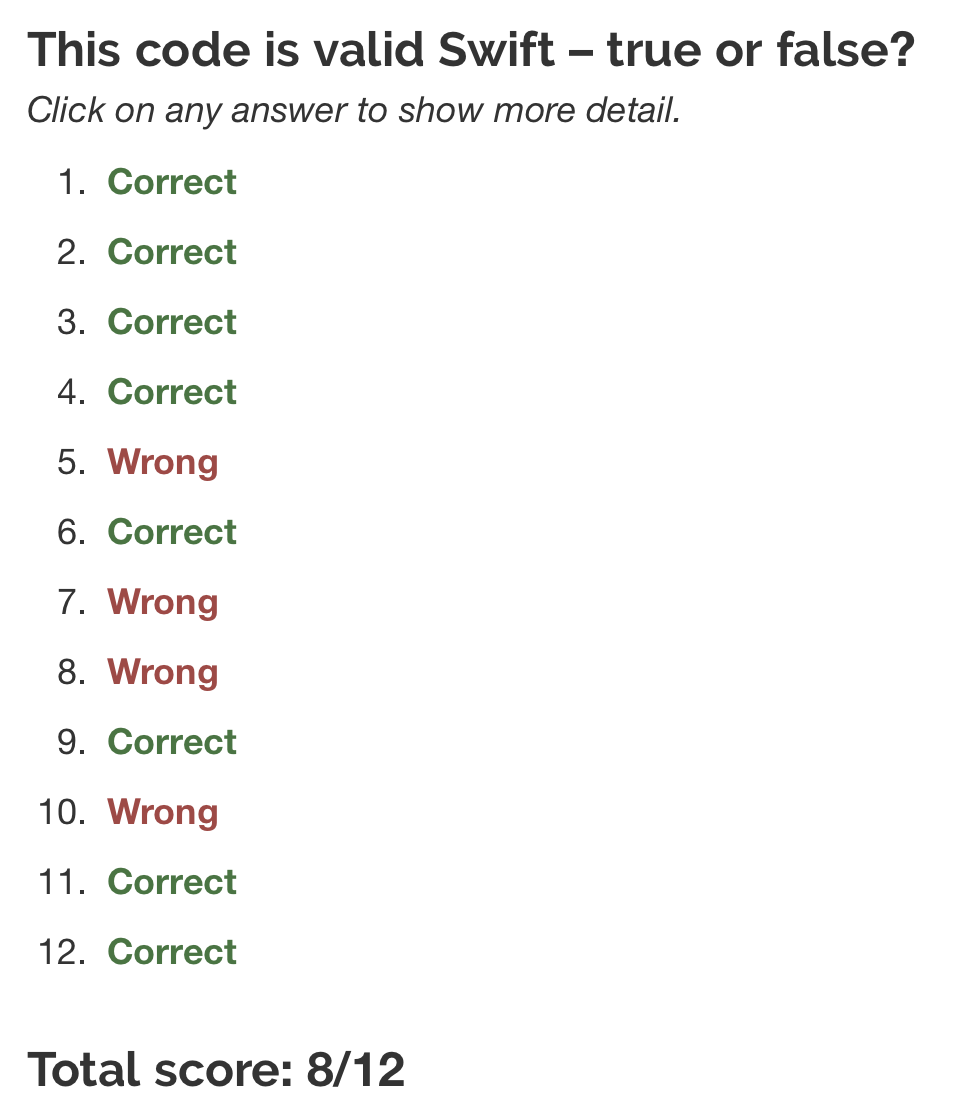 This code is valid Swift – true or false?
Click on any answer to show more detail.
1. Correct
2. Correct
3. Correct
4. Correct
5. Wrong
6. Correct
7. Wrong
8. Wrong
9. Correct
10. Wrong
11. Correct
12. Correct
Total score: 8/12